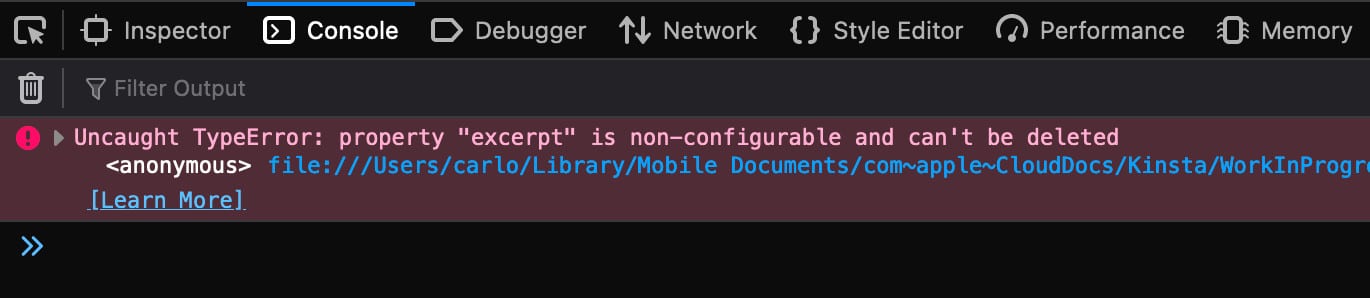 Inspector Console Debugger Network Style Editor Performance Memory
Filter Output
Uncaught TypeError: property "excerpt" is non-configurable and can't be deleted
<anonymous> file:///Users/carlo/Library/Mobile Documents/com~apple~CloudDocs/Kinsta/WorkInProgre
[Learn More]